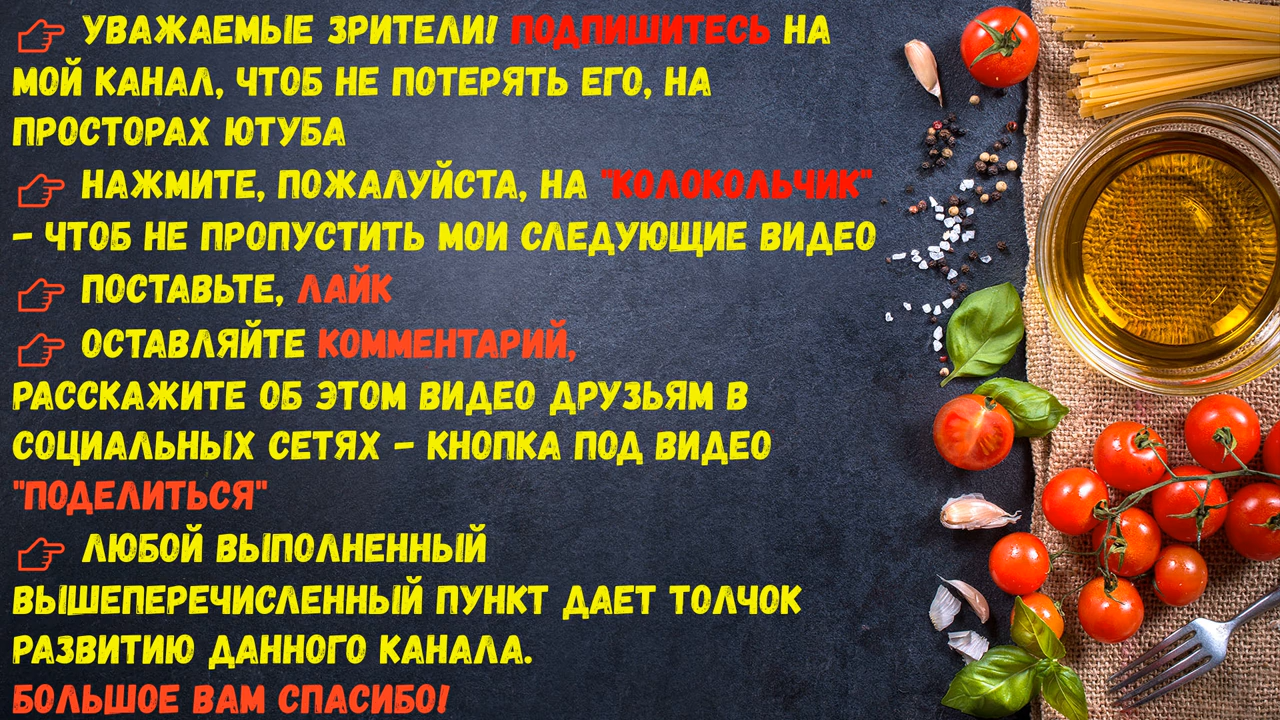 УВАЖАЕМЫЕ ЗРИТЕЛИ! ПОДПИШИТЕСЬ НА
МОЙ КАНАЛ, ЧТОБ НЕ ПОТЕРЯТЬ ЕГО, НА
ПРОСТОРАХ ЮТУБА
НАЖМИТЕ, ПОЖАЛУЙСТА, НА "КОЛОКОЛЬЧИК"
- ЧТОБ НЕ ПРОПУСТИТЬ МОИ СЛЕДУЮЩИЕ ВИДЕО
ПОСТАВЬТЕ, ЛАЙК
ОСТАВЛЯЙТЕ КОММЕНТАРИЙ,
РАССКАЖИТЕ ОБ ЭТОМ ВИДЕО ДРУЗЬЯМ В
СОЦИАЛЬНЫХ СЕТЯХ - КНОПКА ПОД ВИДЕО
"ПОДЕЛИТЬСЯ"
ЛЮБОЙ ВЫПОЛНЕННЫЙ
ВЫШЕПЕРЕЧИСЛЕННЫЙ ПУНКТ ДАЕТ ТОЛЧОК
РАЗВИТИЮ ДАННОГО КАНАЛА.
БОЛЬШОЕ ВАМ СПАСИБО!